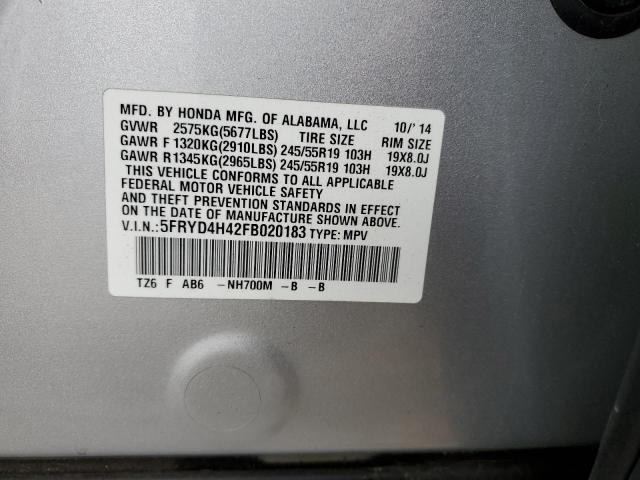 MFD. BY HONDA MFG. OF ALABAMA, LLC 10/'14
GVWR 2575KG(5677LBS) TIRE SIZE RIM SIZE
GAWR F 1320KG(2910LBS) 245/55R19 103H 19X8.0J
GAWR R1345KG(2965LBS) 245/55R19 103H 19X8.0J
THIS VEHICLE CONFORMS TO ALL APPLICABLE
FEDERAL MOTOR VEHICLE SAFETY
AND THEFT PREVENTION STANDARDS IN EFFECT
ON THE DATE OF MANUFACTURE SHOWN ABOVE.
V.I.N.:5FRYD4H42FB020183 TYPE: MPV
TZ6 F AB6 -NH700M -B -B